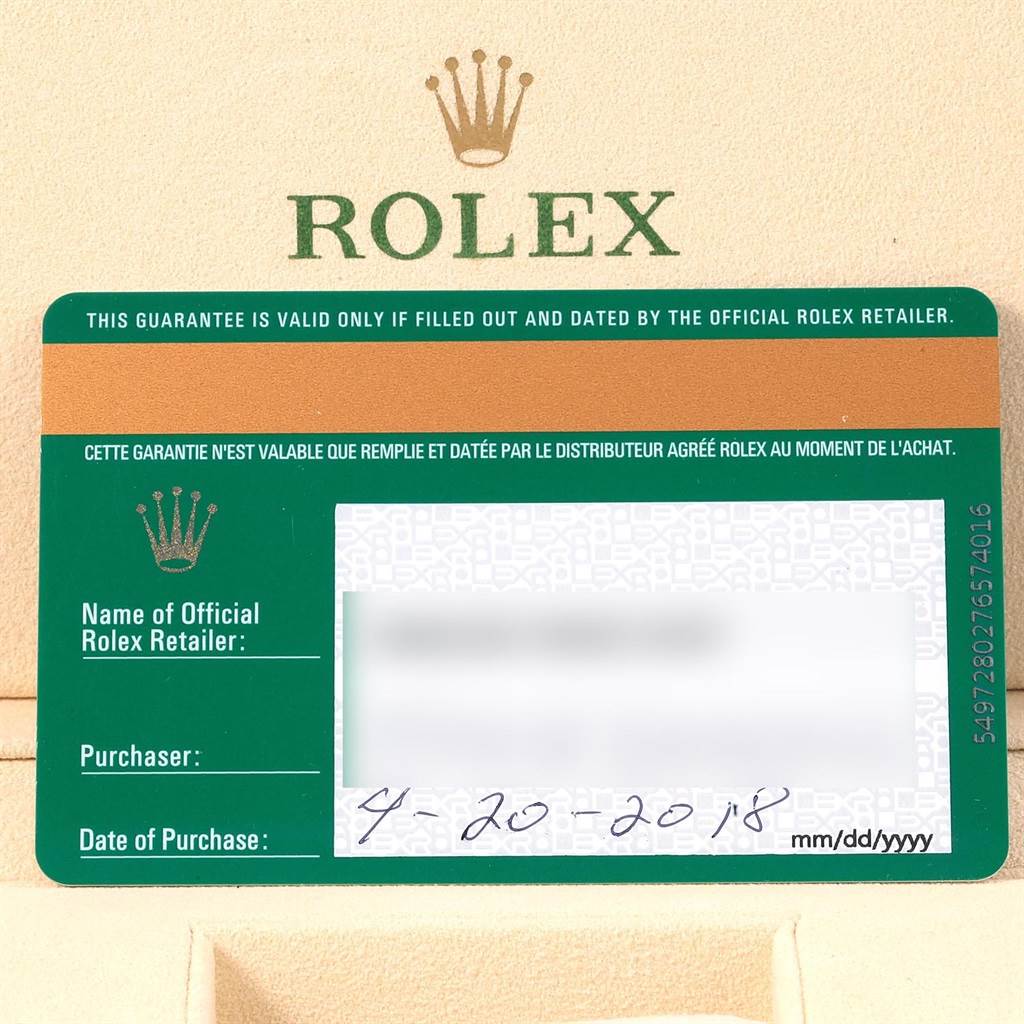 ROLEX
THIS GUARANTEE IS VALID ONLY IF FILLED OUT AND DATED BY THE OFFICIAL ROLEX RETAILER.
CETTE GARANTIE N'EST VALABLE QUE REMPLIE ET DATÉE PAR LE DISTRIBUTEUR AGRÉÉ ROLEX AU MOMENT DE L'ACHAT.
Name of Official
Rolex Retailer:
Purchaser:
Date of Purchase:
4-20-2018
mm/dd/yyyy
5497280276574016